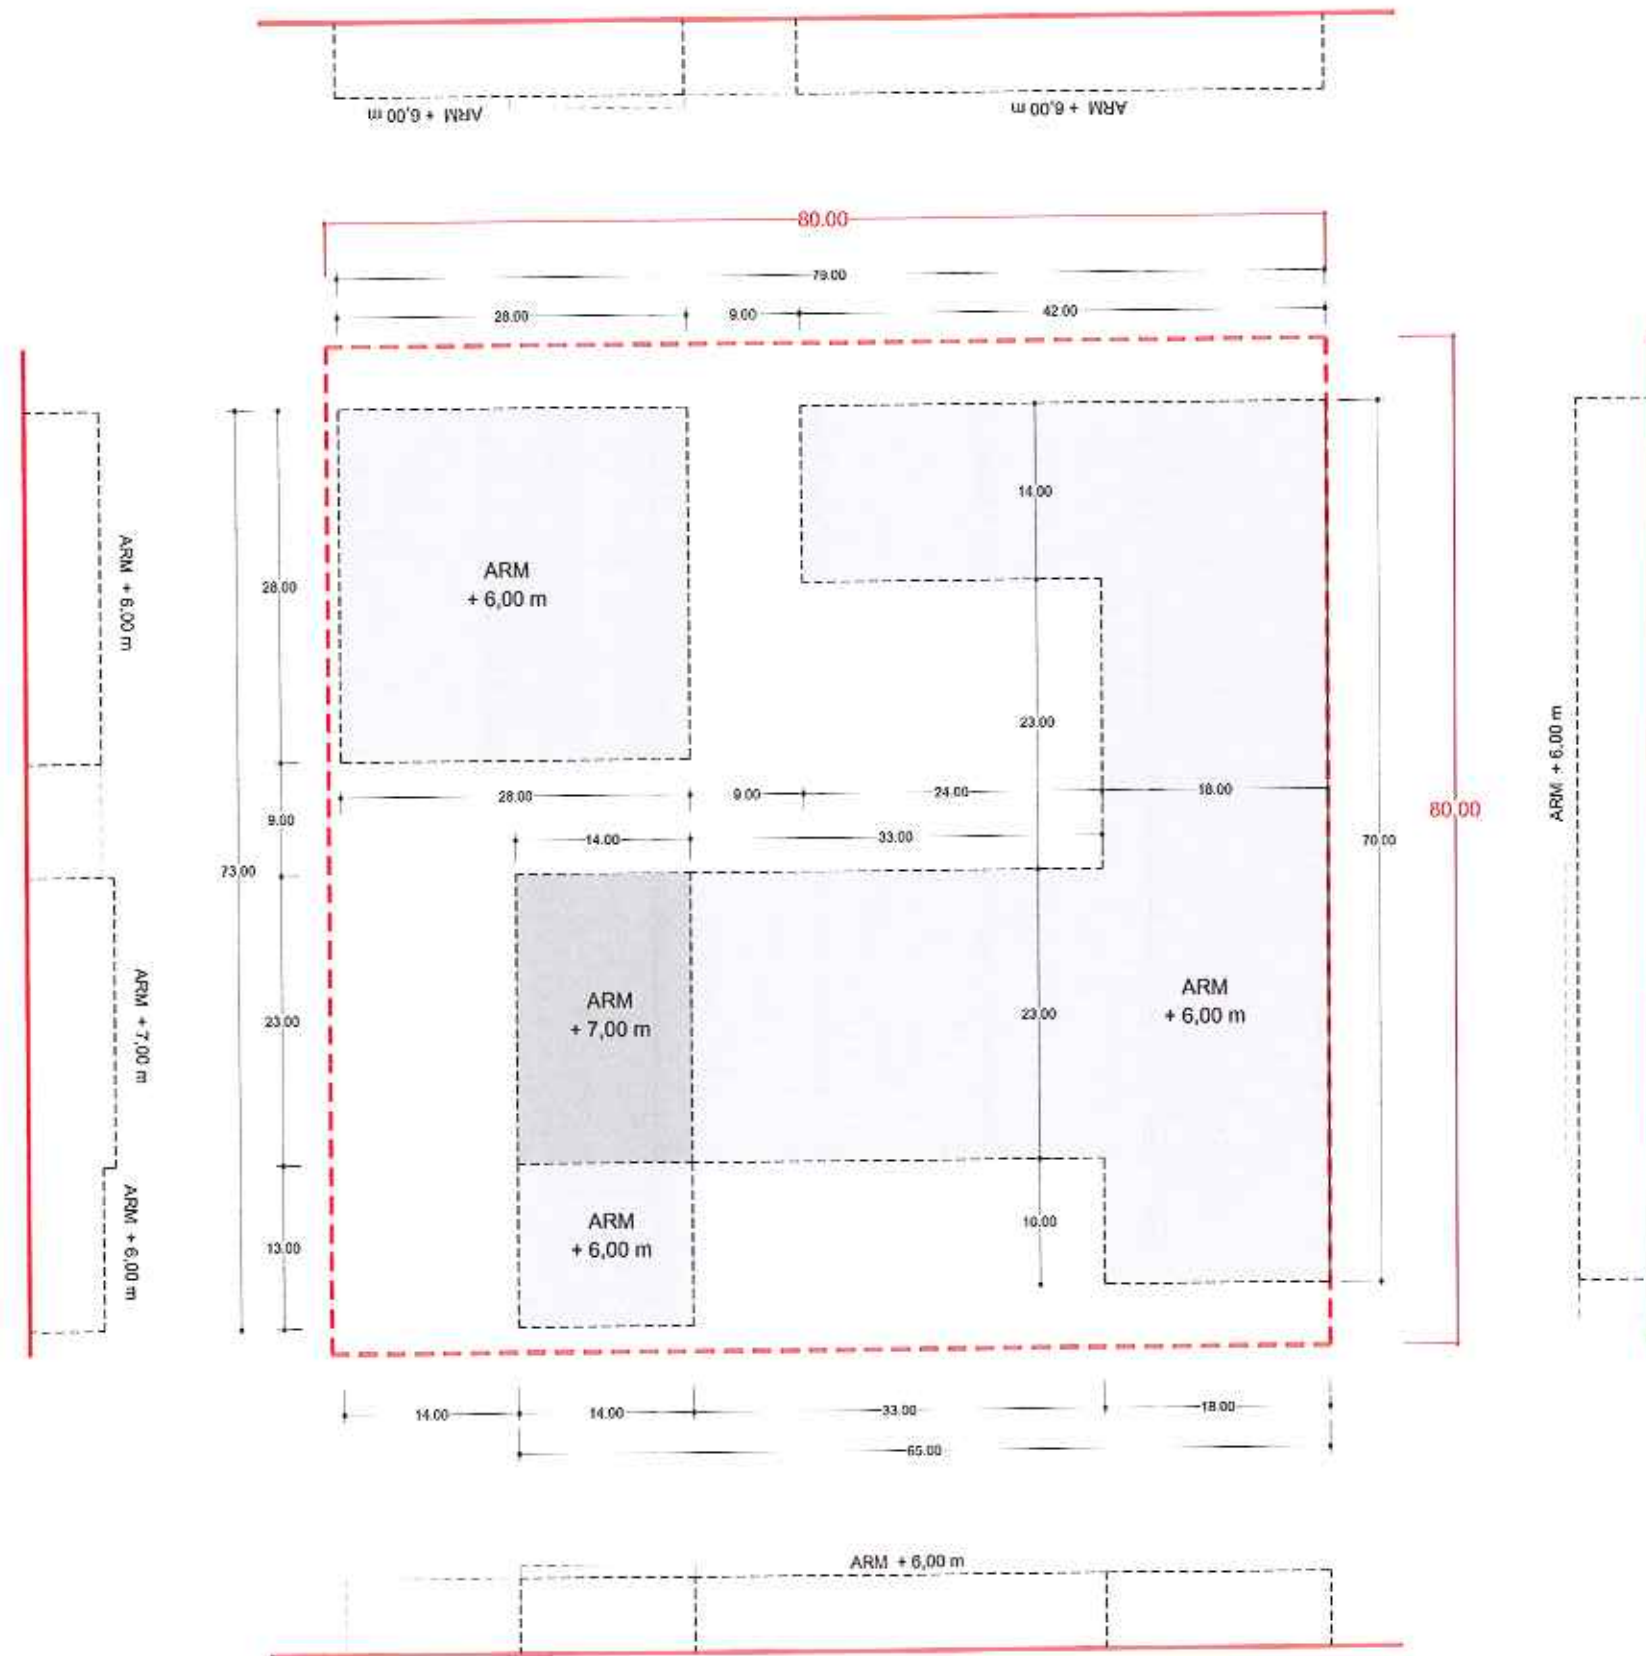 ARM + 6,00 m
ARM + 6,00 m
80.00
79.00
28.00
9.00
42.00
14.00
ARM + 6.00 m
28.00
ARM
+ 6,00 m
23.00
ARM + 6,00 m
28.00
9.00
24.00
18.00
80.00
9.00
14.00
33.00
70.00
73.00
ARM + 7,00 m
23.00
ARM
+ 7,00 m
23.00
ARM
+ 6,00 m
ARM + 6,00 m
13.00
ARM
+ 6,00 m
10.00
14.00
14.00
33.00
18.00
65.00
ARM + 6,00 m